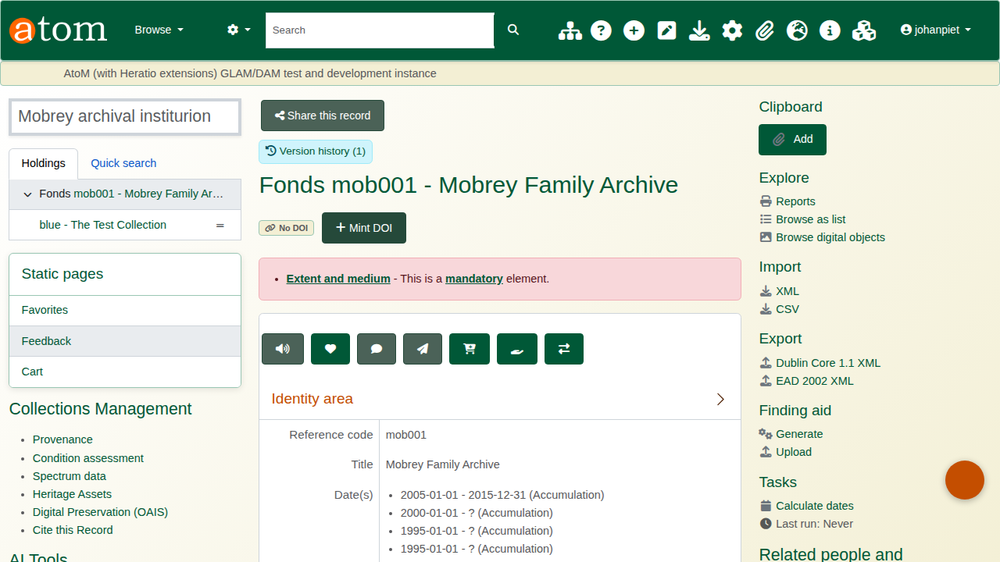 atom
Browse
Search
johanpiet
AtoM (with Heratio extensions) GLAM/DAM test and development instance
Mobrey archival institurion
Holdings
Quick search
Fonds mob001 - Mobrey Family Ar...
blue - The Test Collection
Static pages
Favorites
Feedback
Cart
Collections Management
Provenance
Condition assessment
Spectrum data
Heritage Assets
Digital Preservation (OAIS)
Cite this Record
AI Tools
Share this record
Version history (1)
Fonds mob001 - Mobrey Family Archive
No DOI
Mint DOI
Extent and medium - This is a mandatory element.
Identity area
Reference code
mob001
Title
Mobrey Family Archive
Date(s)
2005-01-01 - 2015-12-31 (Accumulation)
2000-01-01 - ? (Accumulation)
1995-01-01 - ? (Accumulation)
1995-01-01 - ? (Accumulation)
Clipboard
Add
Explore
Reports
Browse as list
Browse digital objects
Import
XML
CSV
Export
Dublin Core 1.1 XML
EAD 2002 XML
Finding aid
Generate
Upload
Tasks
Calculate dates
Last run: Never
Related people and